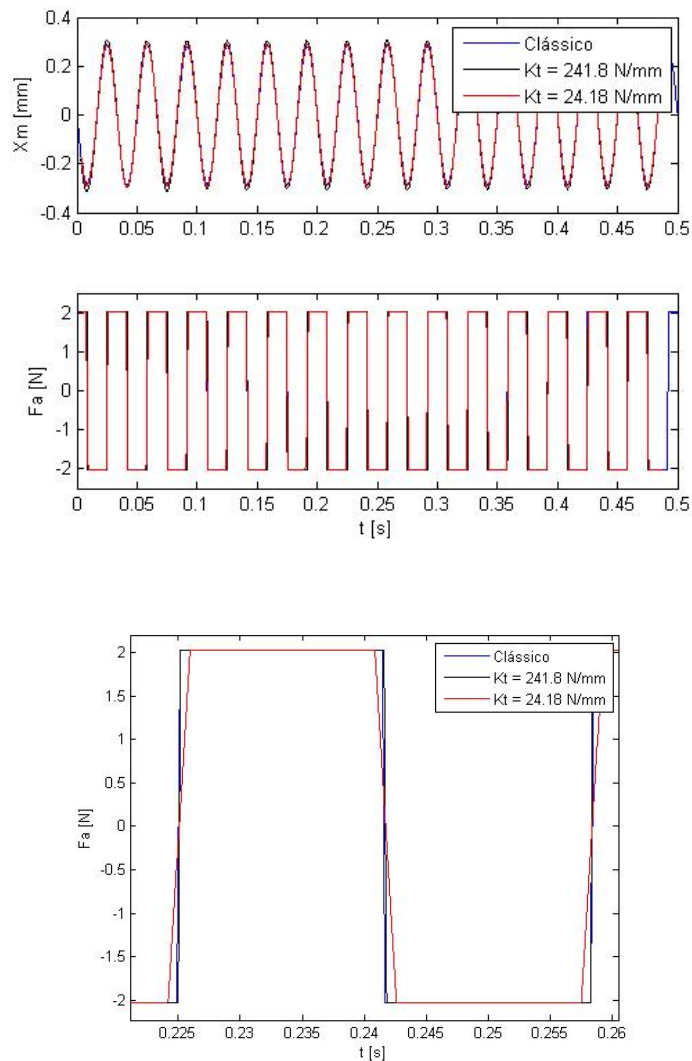 0.4
0.2
0
-0.2
-0.4
Xm [mm]
Clássico
Kt = 241.8 N/mm
Kt = 24.18 N/mm
0 0.05 0.1 0.15 0.2 0.25 0.3 0.35 0.4 0.45 0.5
2
1
0
-1
-2
Fa [N]
0 0.05 0.1 0.15 0.2 0.25 0.3 0.35 0.4 0.45 0.5
t [s]
2
1.5
1
0.5
0
-0.5
-1
-1.5
-2
Fa [N]
Clássico
Kt = 241.8 N/mm
Kt = 24.18 N/mm
0.225 0.23 0.235 0.24 0.245 0.25 0.255 0.26
t [s]